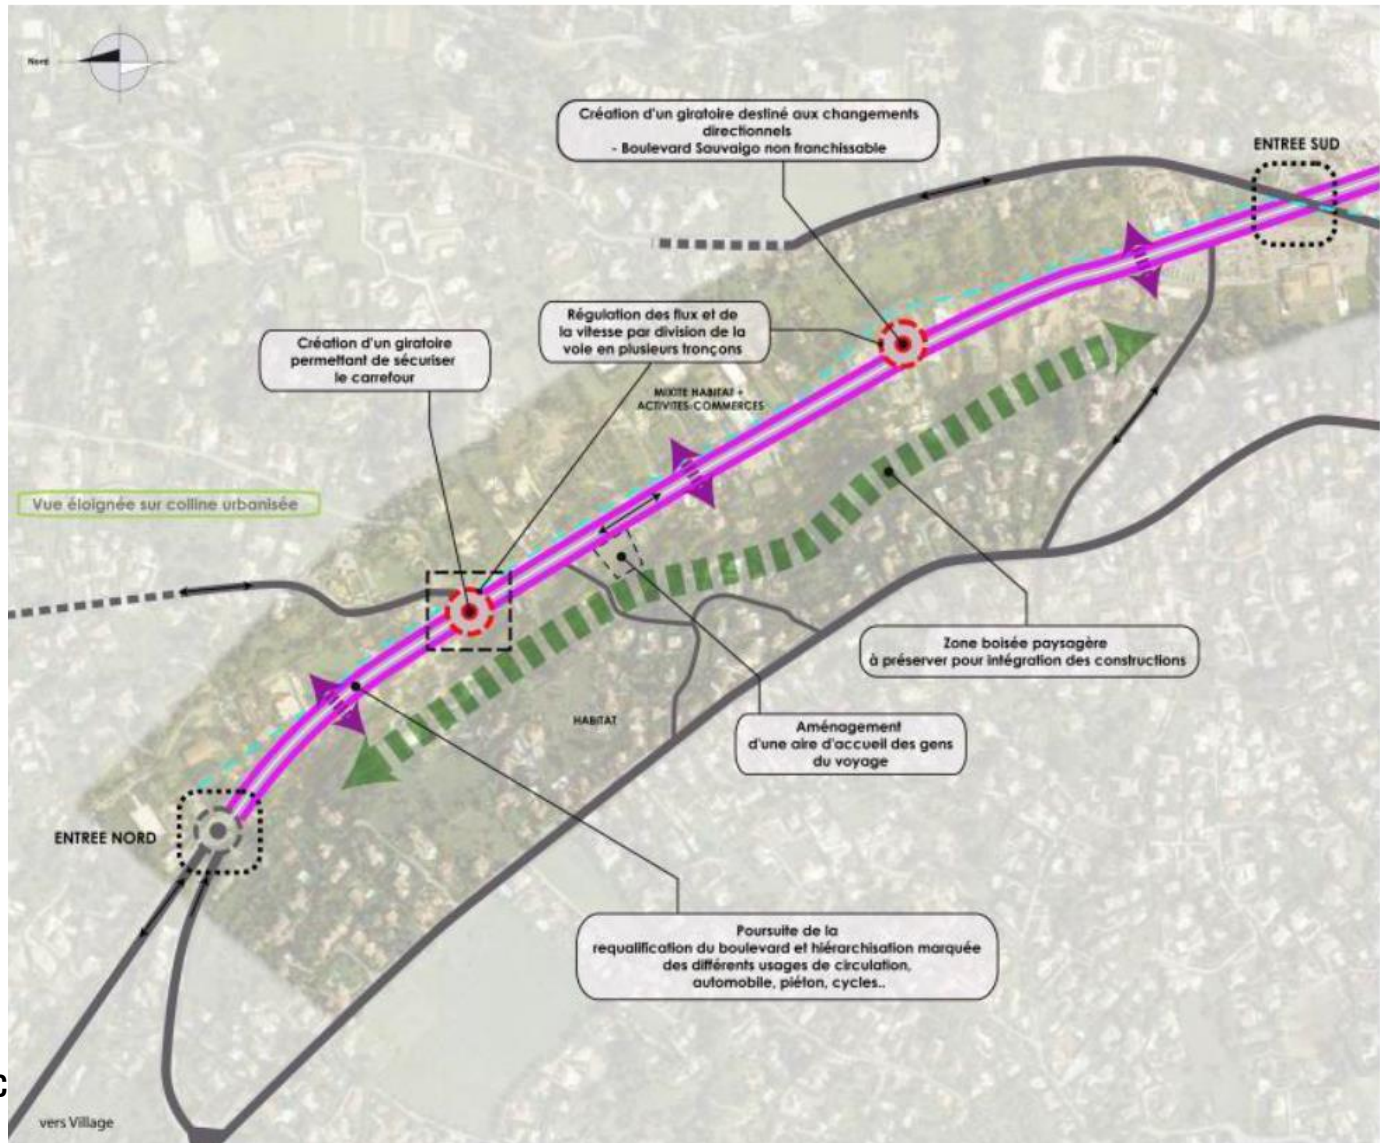 Nord
Création d'un giratoire destiné aux changements
directionnels
- Boulevard Sauvaigo non franchissable
ENTREE SUD
Régulation des flux et de
la vitesse par division de la
voie en plusieurs tronçons
Création d'un giratoire
permettant de sécuriser
le carrefour
MIXITE HABITAT +
ACTIVITES-COMMERCES
Vue éloignée sur colline urbanisée
Zone boisée paysagère
à préserver pour intégration des constructions
HABITAT
Aménagement
d'une aire d'accueil des gens
du voyage
ENTREE NORD
Poursuite de la
requalification du boulevard et hiérarchisation marquée
des différents usages de circulation,
automobile, piéton, cycles..
vers Village